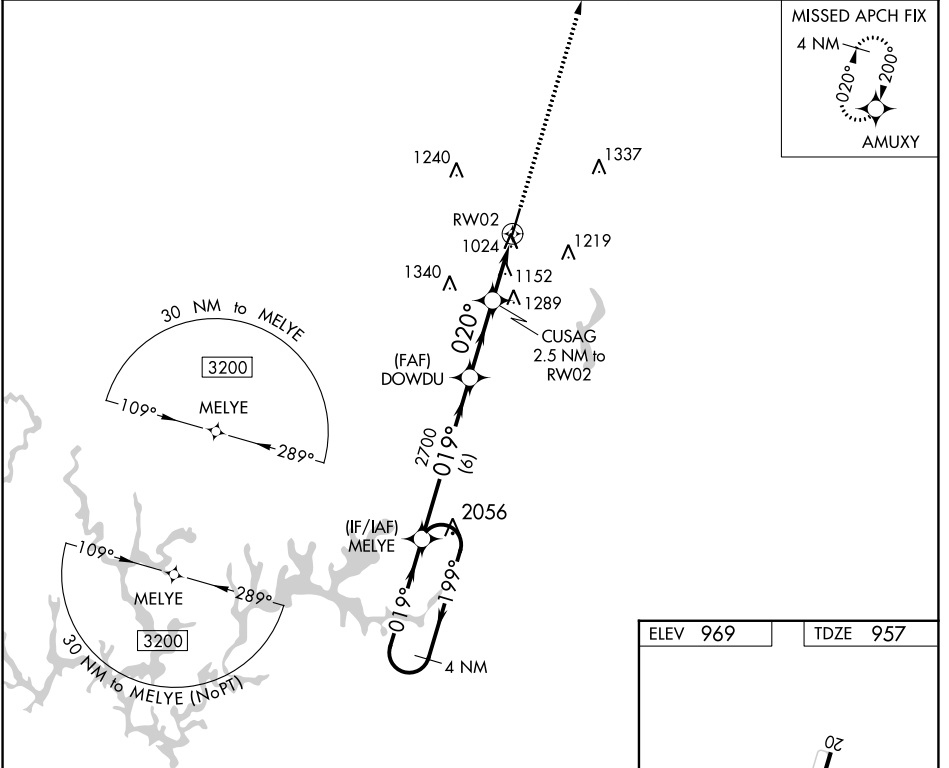 MISSED APCH FIX
4 NM
020°
200°
AMUXY
1240
1337
RW02
1024
1219
1340
1152
1289
30 NM to MELYE
020°
CUSAG
2.5 NM to
RW02
3200
(FAF)
DOWDU
MELYE
109°
289°
2700
019°
(6)
2056
(IF/IAF)
MELYE
109°
289°
MELYE
019°
199°
3200
30 NM to MELYE (NoPT)
4 NM
ELEV 969
TDZE 957
20